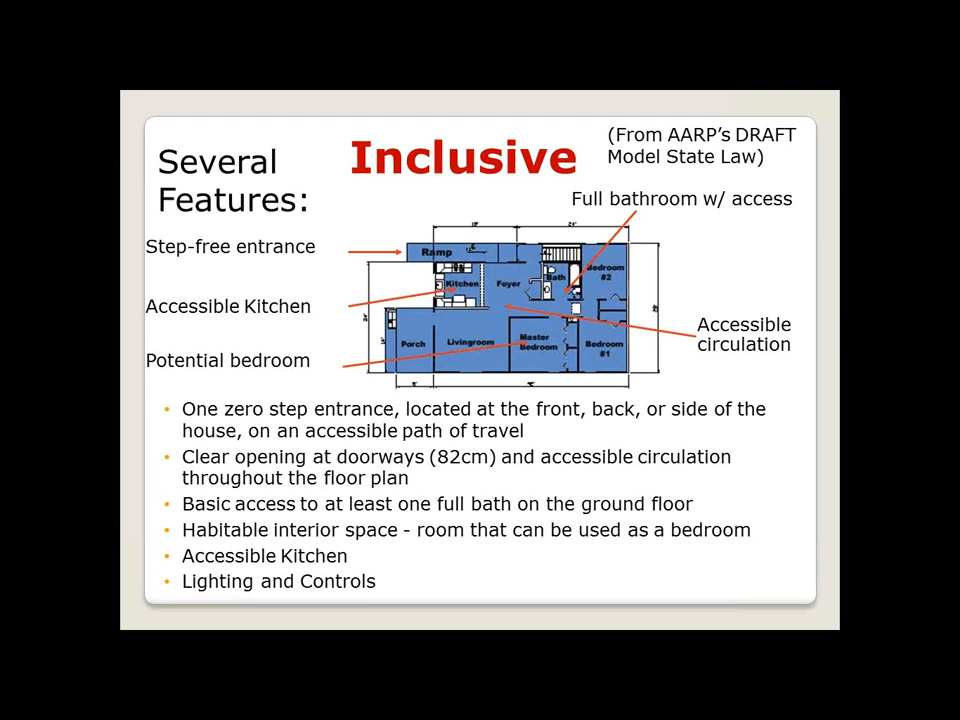 Several
Features:
Inclusive
(From AARP's DRAFT
Model State Law)
Full bathroom w/ access
Step-free entrance
Accessible Kitchen
Potential bedroom
Accessible
circulation
Ramp
Kitchen
Foyer
Bath
Bedroom
#2
Porch
Livingroom
Master
Bedroom
Bedroom
#1
• One zero step entrance, located at the front, back, or side of the
house, on an accessible path of travel
• Clear opening at doorways (82cm) and accessible circulation
throughout the floor plan
• Basic access to at least one full bath on the ground floor
• Habitable interior space - room that can be used as a bedroom
• Accessible Kitchen
• Lighting and Controls